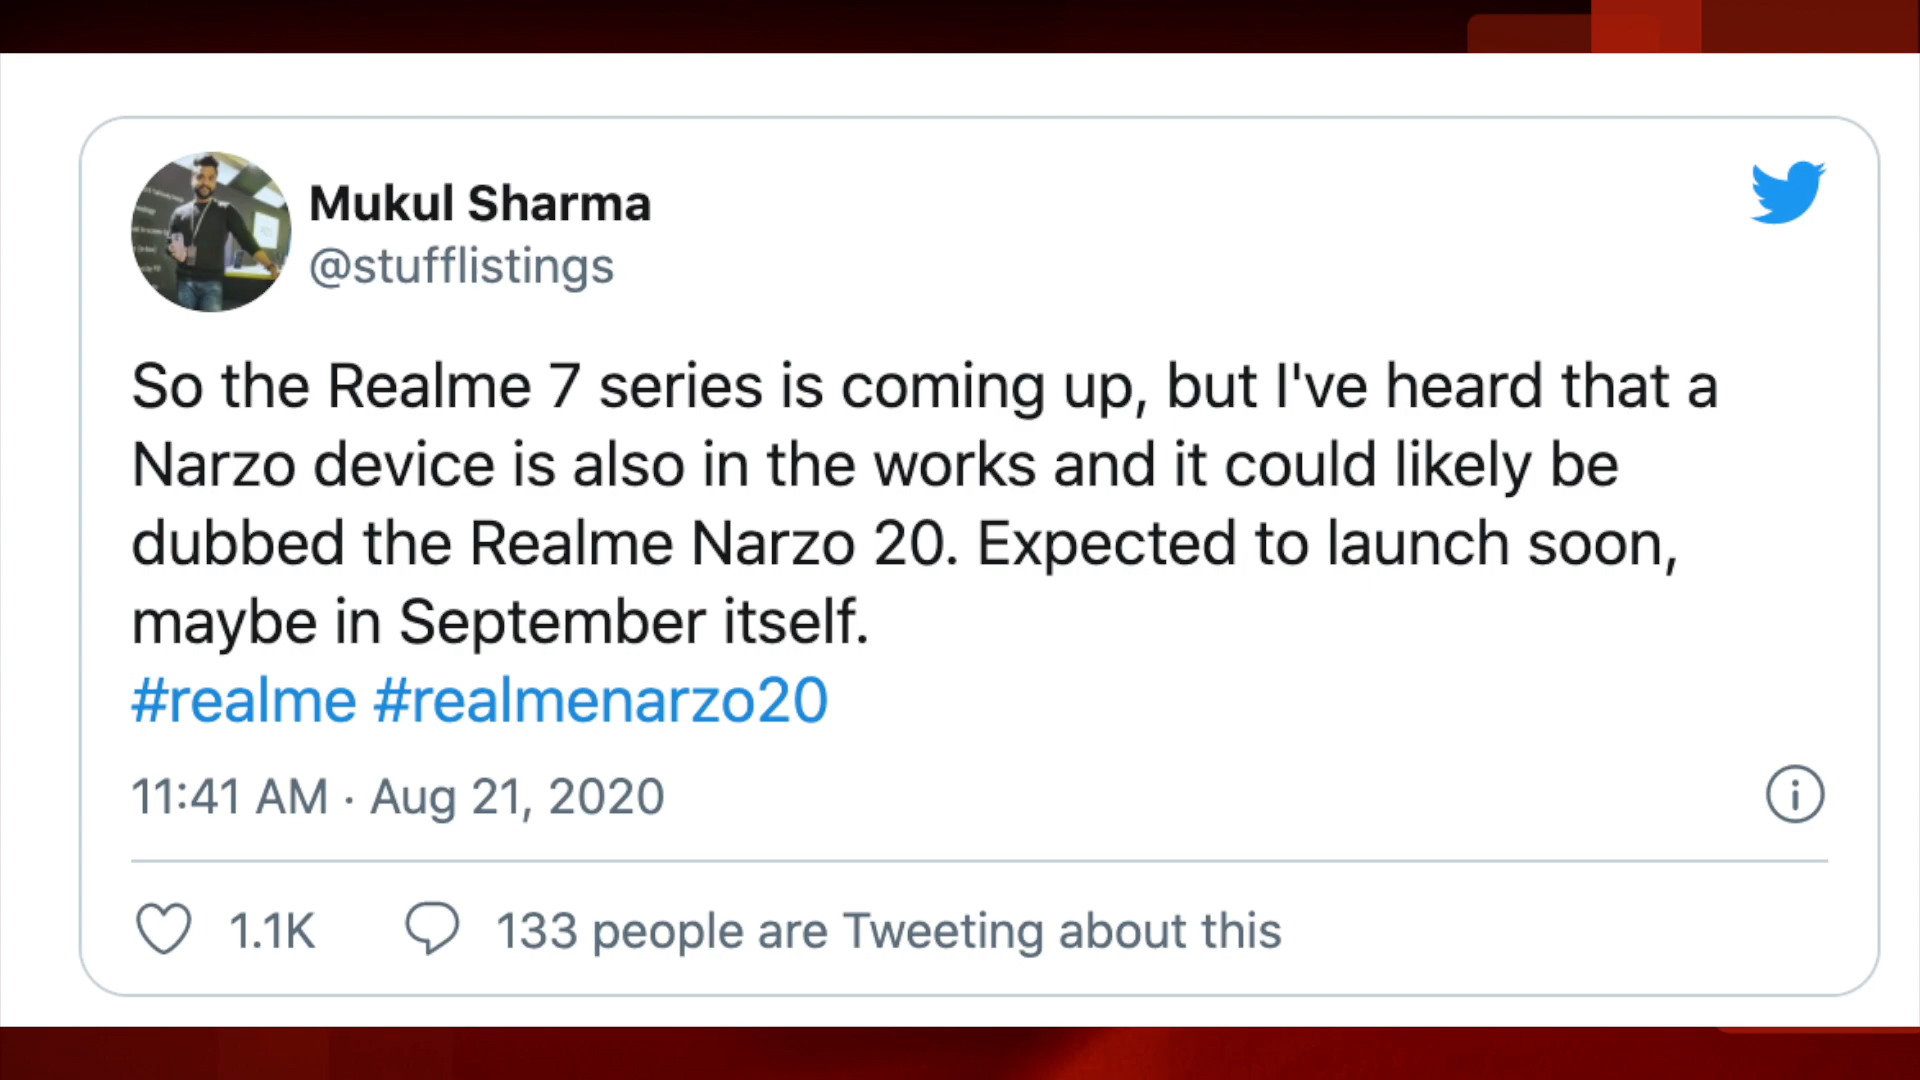 Mukul Sharma
@stufflistings
So the Realme 7 series is coming up, but I've heard that a
Narzo device is also in the works and it could likely be
dubbed the Realme Narzo 20. Expected to launch soon,
maybe in September itself.
#realme #realmenarzo20
11:41 AM · Aug 21, 2020
1.1K 133 people are Tweeting about this